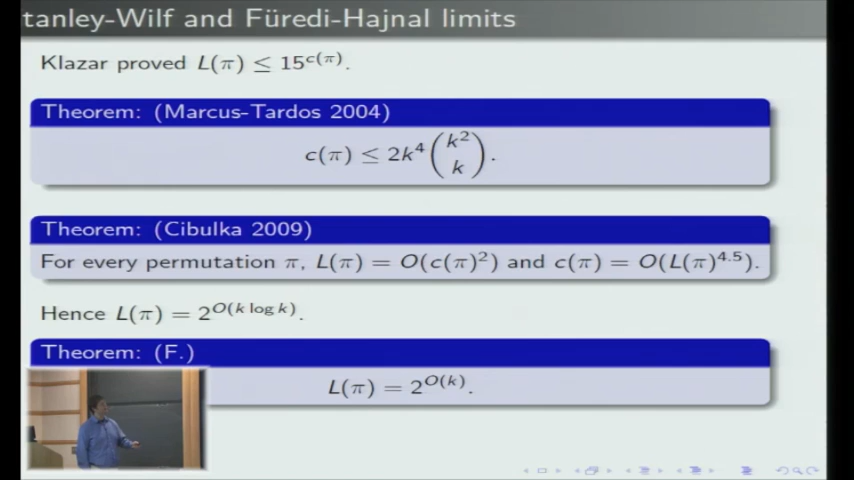 tanley-Wilf and Füredi-Hajnal limits
Klazar proved L(π) ≤ 15^{c(π)}.
Theorem: (Marcus-Tardos 2004)
c(π) ≤ 2k^4 \binom{k^2}{k}.
Theorem: (Cibulka 2009)
For every permutation π, L(π) = O(c(π)^2) and c(π) = O(L(π)^{4.5}).
Hence L(π) = 2^{O(k log k)}.
Theorem: (F.)
L(π) = 2^{O(k)}.